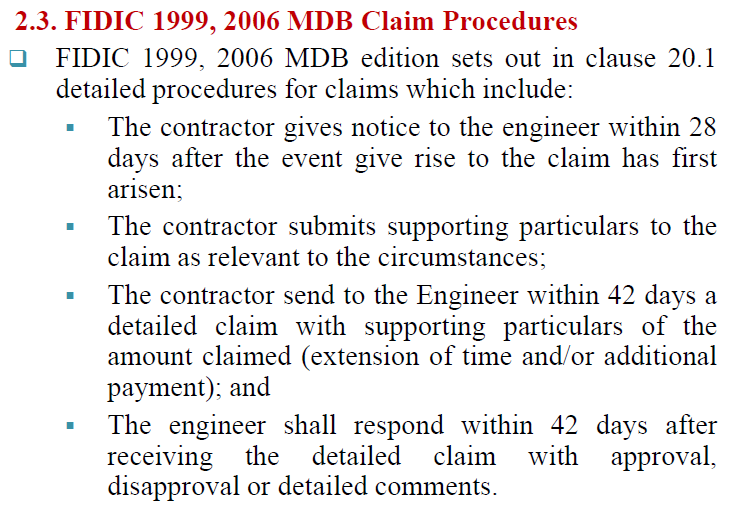 2.3. FIDIC 1999, 2006 MDB Claim Procedures
FIDIC 1999, 2006 MDB edition sets out in clause 20.1
detailed procedures for claims which include:
The contractor gives notice to the engineer within 28
days after the event give rise to the claim has first
arisen;
The contractor submits supporting particulars to the
claim as relevant to the circumstances;
The contractor send to the Engineer within 42 days a
detailed claim with supporting particulars of the
amount claimed (extension of time and/or additional
payment); and
The engineer shall respond within 42 days after
receiving the detailed claim with approval,
disapproval or detailed comments.